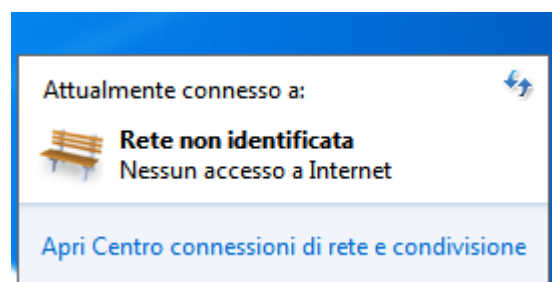 Attualmente connesso a:
Rete non identificata
Nessun accesso a Internet
Apri Centro connessioni di rete e condivisione